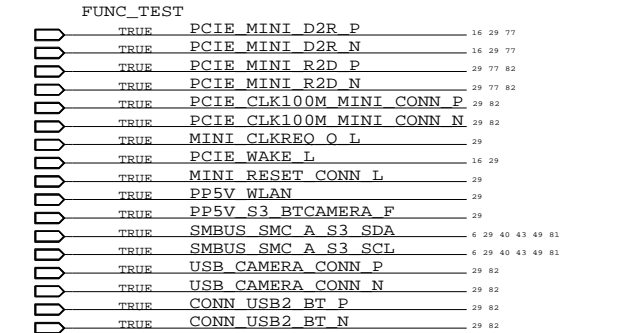 FUNC_TEST
TRUE PCIE_MINI_D2R_P 16 29 77
TRUE PCIE_MINI_D2R_N 16 29 77
TRUE PCIE_MINI_R2D_P 29 77 82
TRUE PCIE_MINI_R2D_N 29 77 82
TRUE PCIE_CLK100M_MINI_CONN_P 29 82
TRUE PCIE_CLK100M_MINI_CONN_N 29 82
TRUE MINI_CLKREQ_Q_L 29
TRUE PCIE_WAKE_L 16 29
TRUE MINI_RESET_CONN_L 29
TRUE PP5V_WLAN 29
TRUE PP5V_S3_BTCAMERA_F 29
TRUE SMBUS_SMC_A_S3_SDA 6 29 40 43 49 81
TRUE SMBUS_SMC_A_S3_SCL 6 29 40 43 49 81
TRUE USB_CAMERA_CONN_P 29 82
TRUE USB_CAMERA_CONN_N 29 82
TRUE CONN_USB2_BT_P 29 82
TRUE CONN_USB2_BT_N 29 82